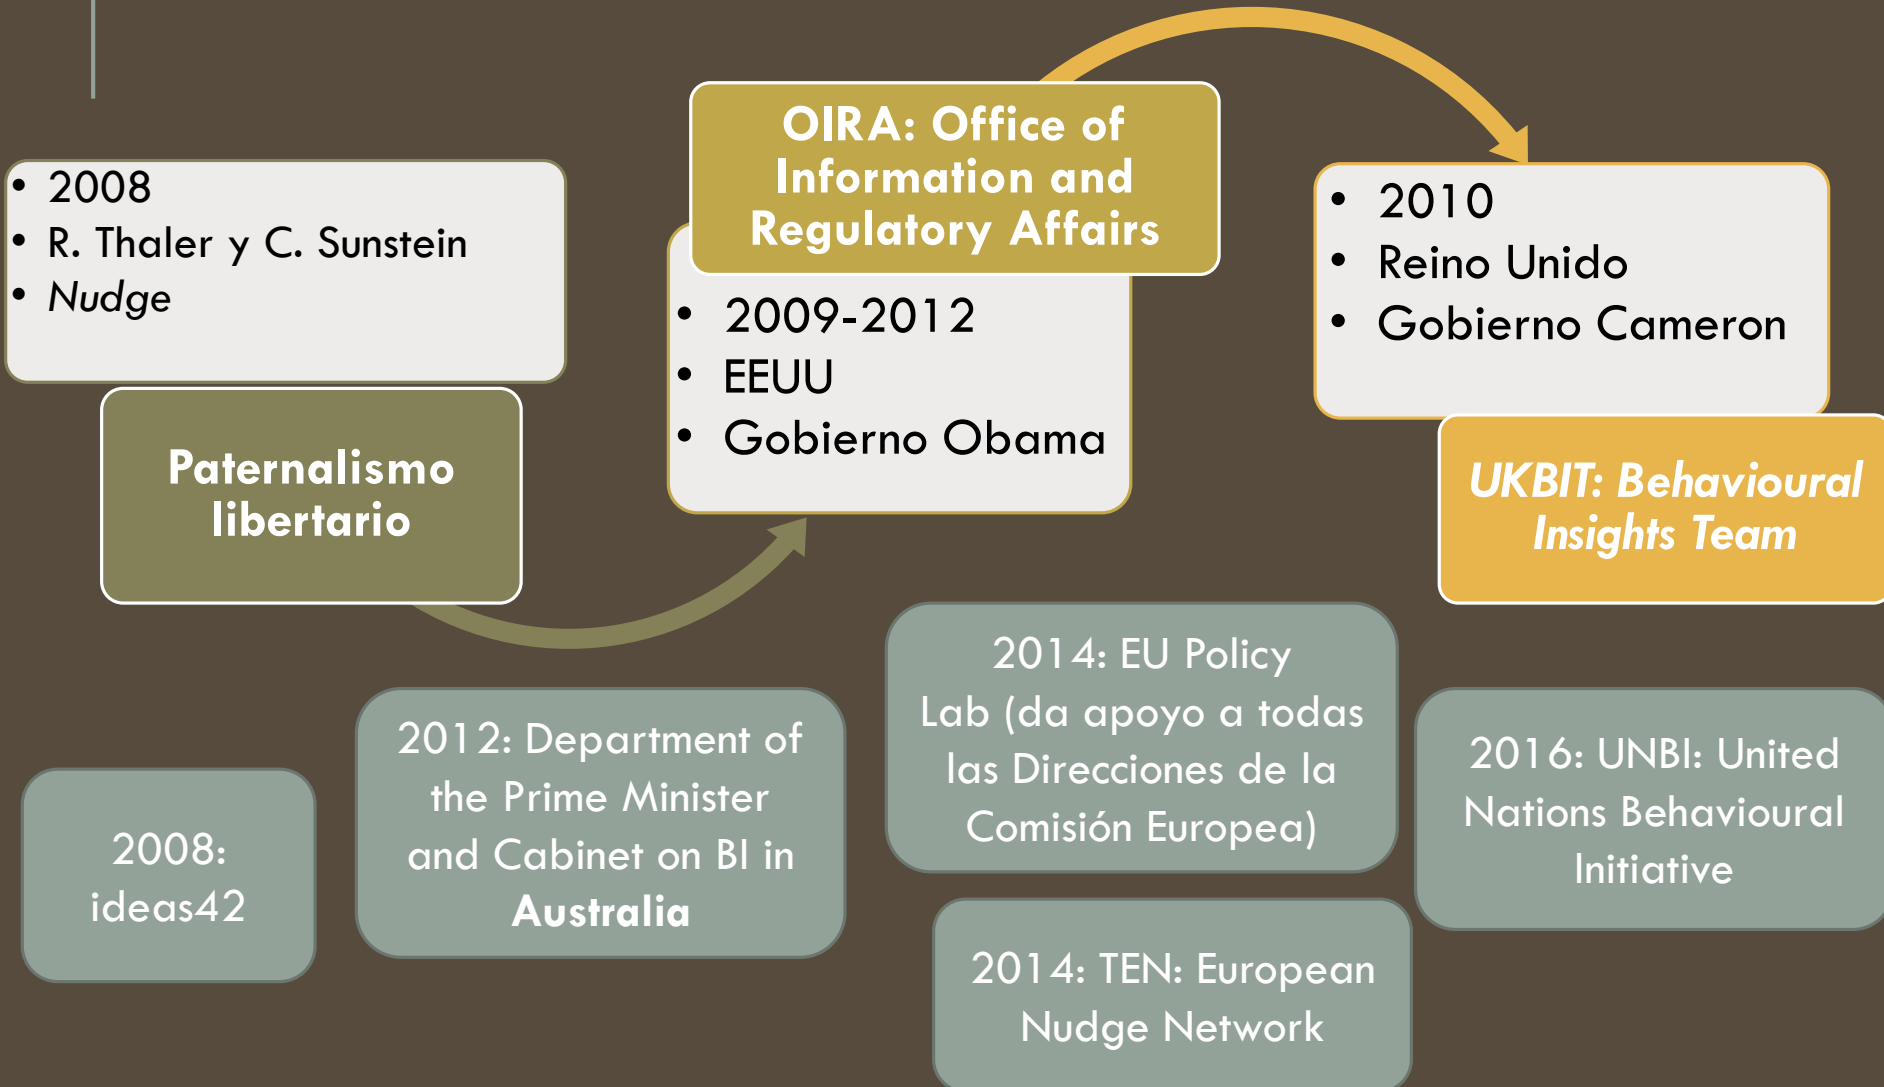 • 2008
• R. Thaler y C. Sunstein
• Nudge
Paternalismo
libertario
OIRA: Office of
Information and
Regulatory Affairs
• 2009-2012
• EEUU
• Gobierno Obama
• 2010
• Reino Unido
• Gobierno Cameron
UKBIT: Behavioural
Insights Team
2008:
ideas42
2012: Department of
the Prime Minister
and Cabinet on BI in
Australia
2014: EU Policy
Lab (da apoyo a todas
las Direcciones de la
Comisión Europea)
2014: TEN: European
Nudge Network
2016: UNBI: United
Nations Behavioural
Initiative